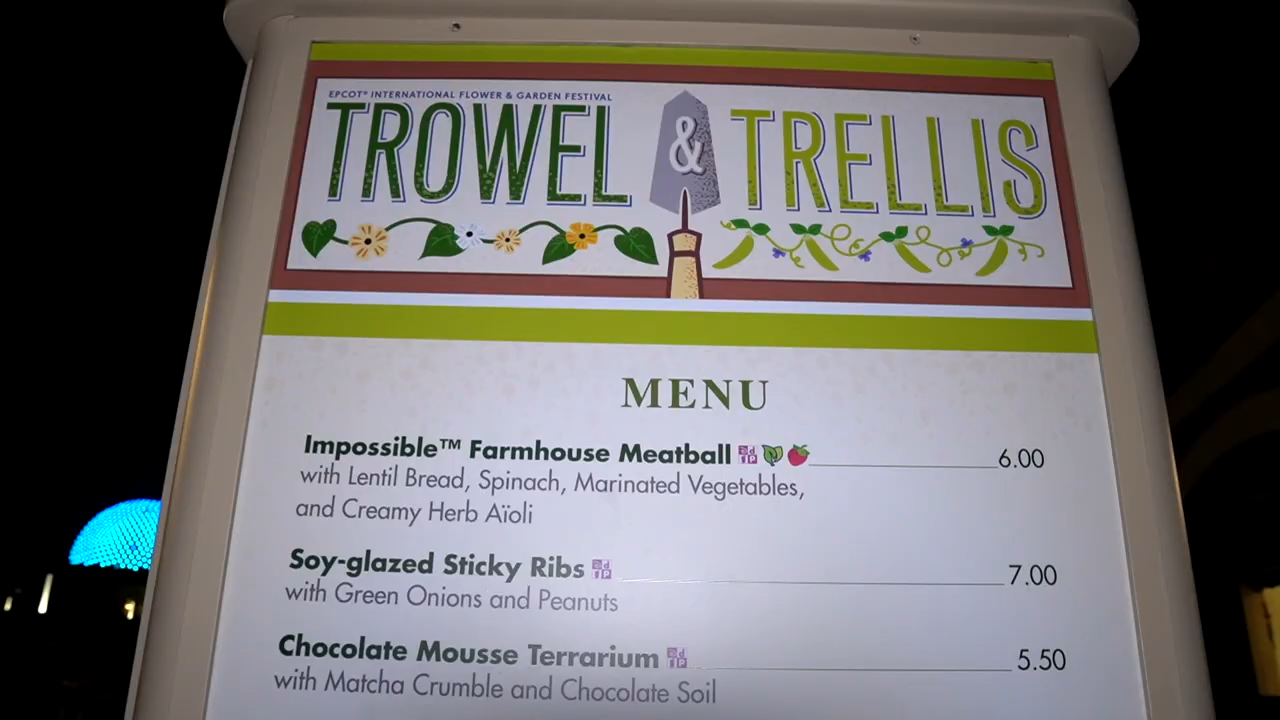 EPCOT® INTERNATIONAL FLOWER & GARDEN FESTIVAL
TROWEL & TRELLIS
MENU
Impossible™ Farmhouse Meatball 6.00
with Lentil Bread, Spinach, Marinated Vegetables,
and Creamy Herb Aïoli
Soy-glazed Sticky Ribs 7.00
with Green Onions and Peanuts
Chocolate Mousse Terrarium 5.50
with Matcha Crumble and Chocolate Soil